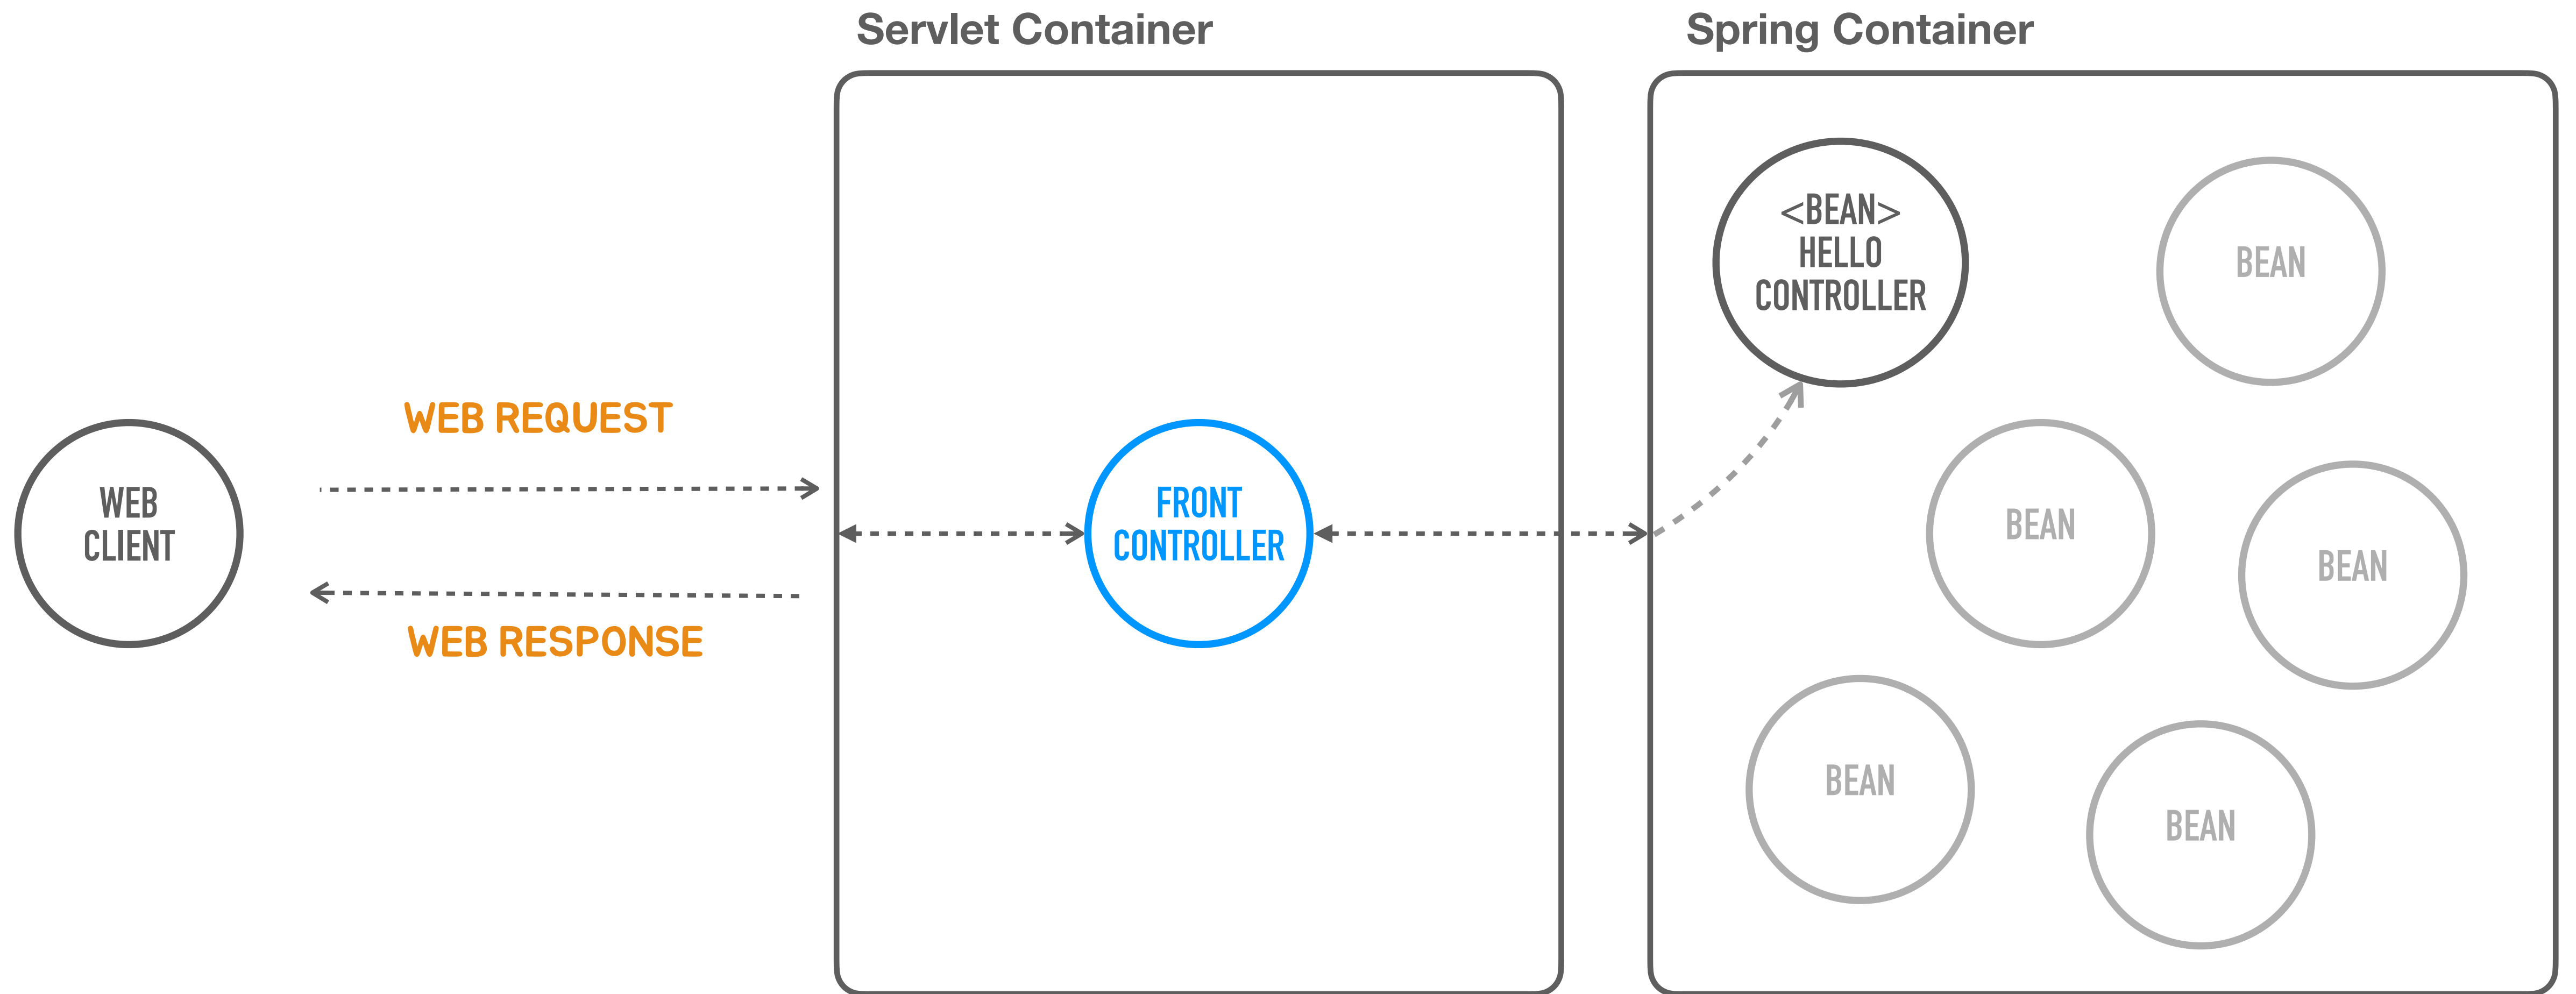 Servlet Container
Spring Container
<BEAN>
HELLO
CONTROLLER
BEAN
WEB REQUEST
WEB
CLIENT
FRONT
CONTROLLER
BEAN
BEAN
WEB RESPONSE
BEAN
BEAN